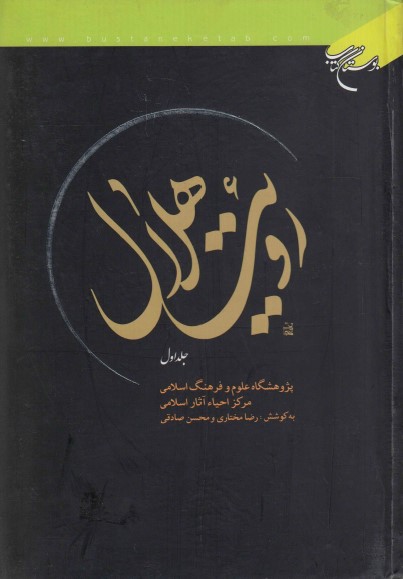 بوستان کتاب
www.bustaneketab.com
رؤیت هلال
جلد اول
پژوهشگاه علوم و فرهنگ اسلامی
مرکز احیاء آثار اسلامی
به کوشش: رضا مختاری و محسن صادقی